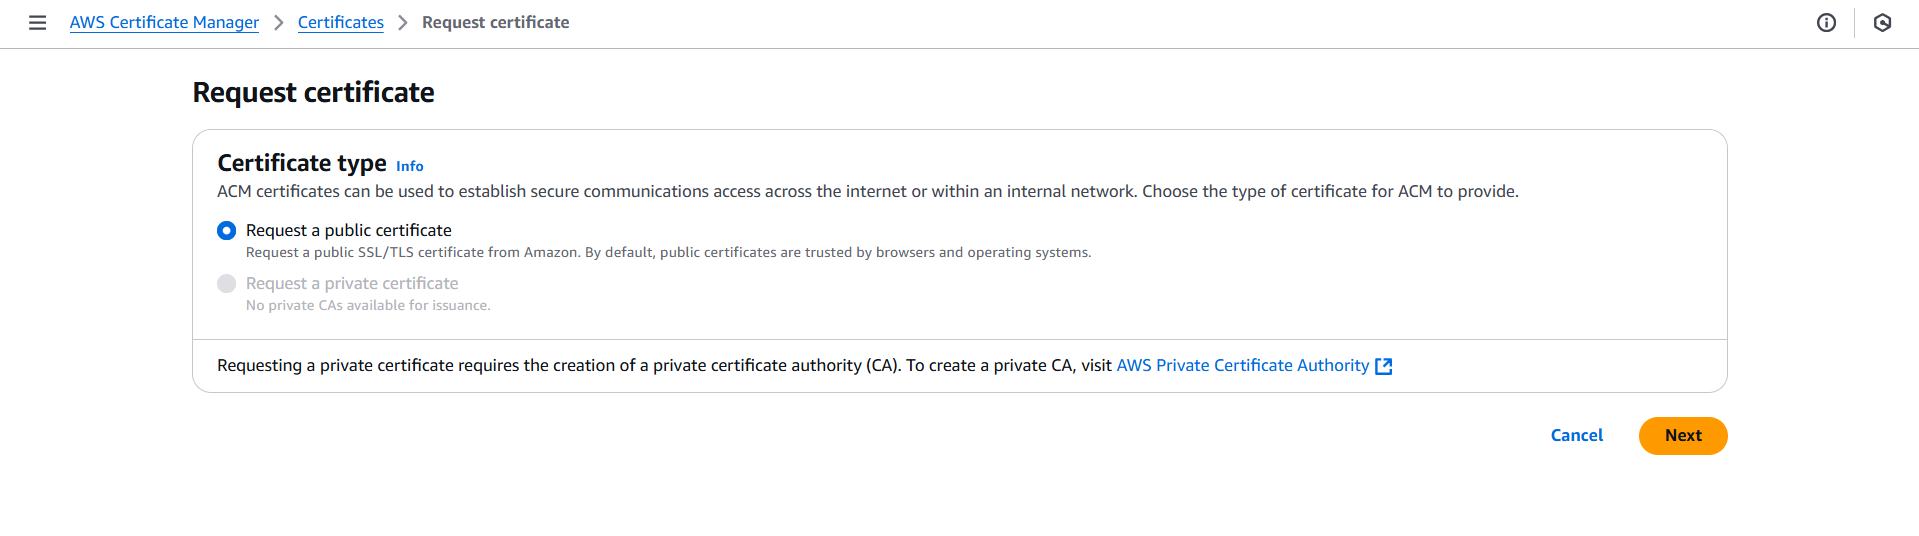 AWS Certificate Manager > Certificates > Request certificate
Request certificate
Certificate type Info
ACM certificates can be used to establish secure communications access across the internet or within an internal network. Choose the type of certificate for ACM to provide.
Request a public certificate
Request a public SSL/TLS certificate from Amazon. By default, public certificates are trusted by browsers and operating systems.
Request a private certificate
No private CAs available for issuance.
Requesting a private certificate requires the creation of a private certificate authority (CA). To create a private CA, visit AWS Private Certificate Authority
Cancel Next